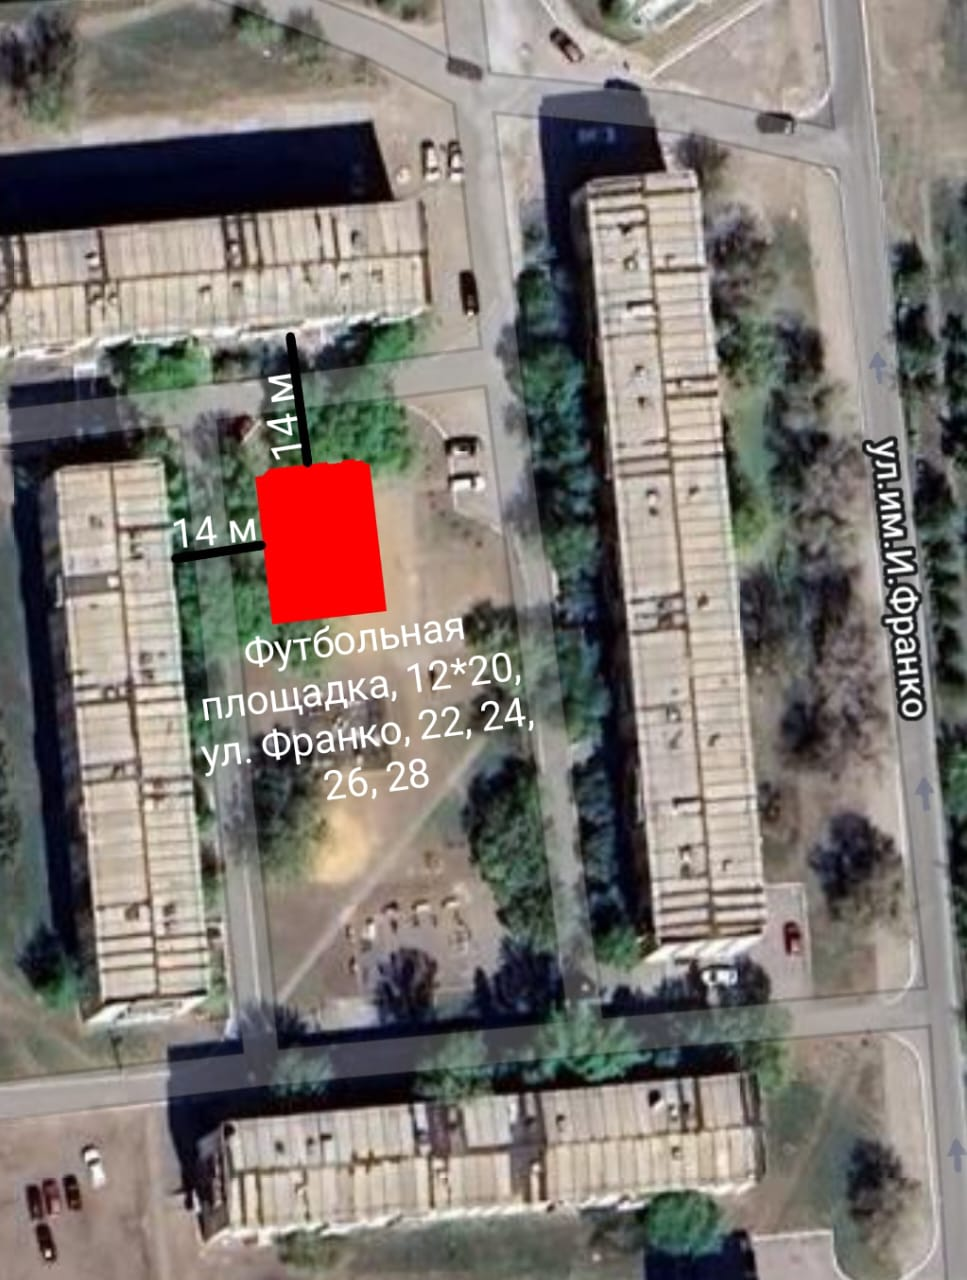 14 м
14 м
Футбольная
площадка, 12*20,
ул. Франко, 22, 24,
26, 28
ул.им.И.Франко